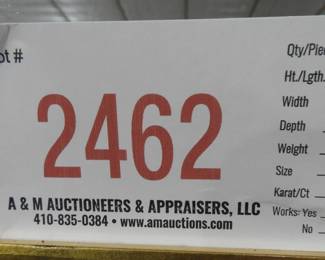 ot #
2462
A & M AUCTIONEERS & APPRAISERS, LLC
410-835-0384 • www.amauctions.com
Qty/Pie
Ht./Lgth.
Width
Depth
Weight
Size
Karat/Ct
Works: Yes
No